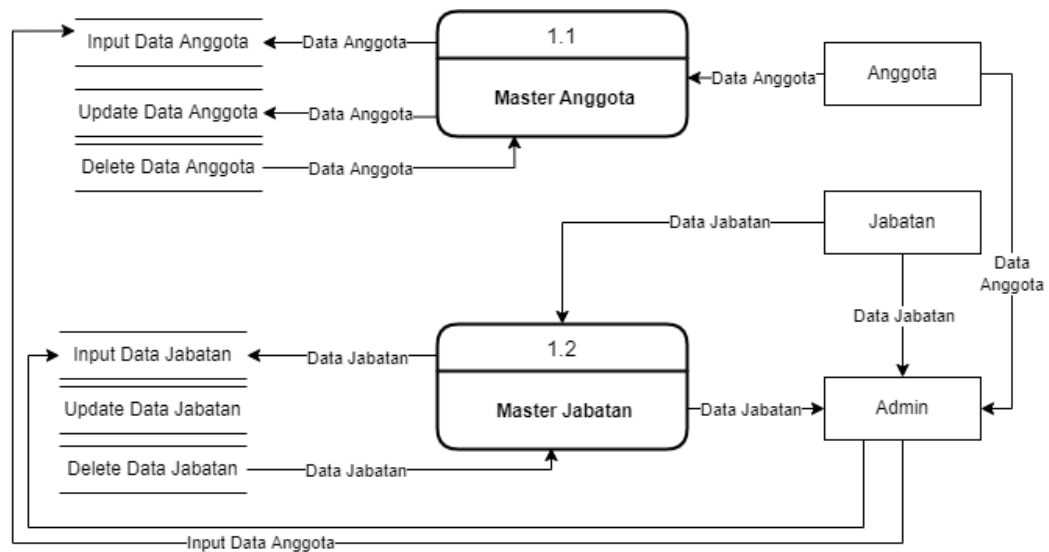 1.1
Input Data Anggota
Data Anggota
Data Anggota
Anggota
Master Anggota
Update Data Anggota
Data Anggota
Delete Data Anggota
Data Anggota
Data Jabatan
Jabatan
Data
Anggota
Data Jabatan
1.2
Input Data Jabatan
Data Jabatan
Update Data Jabatan
Master Jabatan
Data Jabatan
Admin
Delete Data Jabatan
Data Jabatan
Input Data Anggota